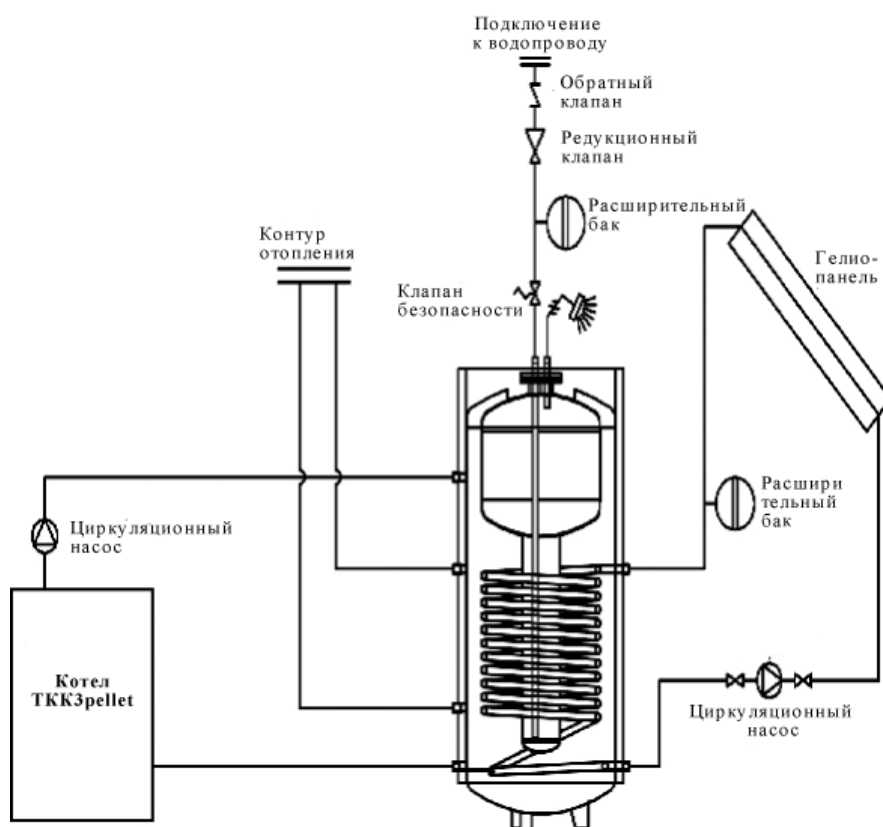 Подключение
к водопроводу
Обратный
клапан
Редукционный
клапан
Расширительный
бак
Контур
отопления
Клапан
безопасности
Гелио-
панель
Расшири
тельный
бак
Циркуляционный
насос
Котел
ТКК3pellet
Циркуляционный
насос